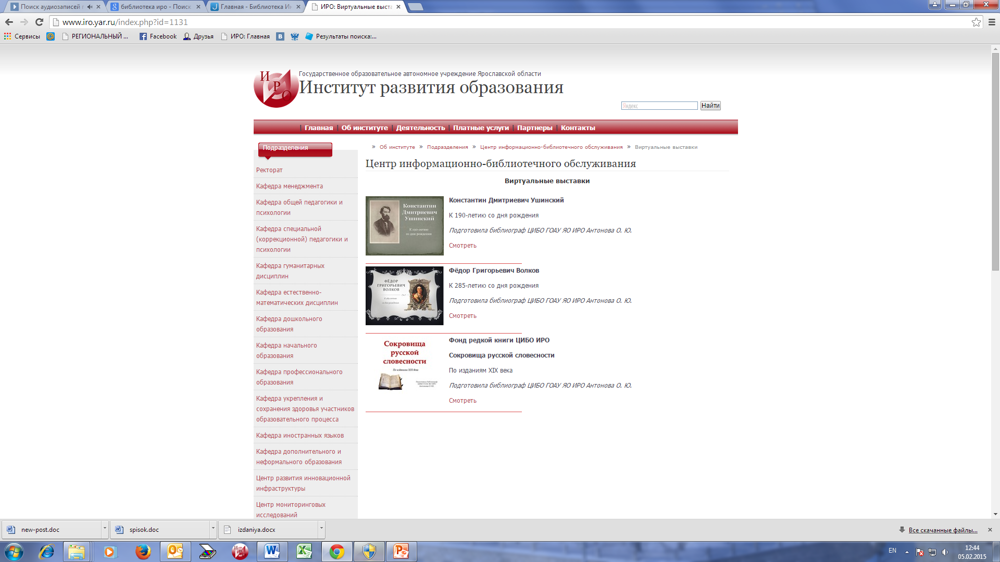 Поиск аудиозаписей п
библиотека иро - Поиск
Главная - Библиотека Ин
ИРО: Виртуальные выста
www.iro.yar.ru/index.php?id=1131
Сервисы
РЕГИОНАЛЬНЫЙ ...
Facebook
Друзья
ИРО: Главная
Результаты поиска:...
ИРО
Государственное образовательное автономное учреждение Ярославской области
Институт развития образования
Яндекс
Найти
Главная | Об институте | Деятельность | Платные услуги | Партнеры | Контакты
» Об институте » Подразделения » Центр информационно-библиотечного обслуживания » Виртуальные выставки
Подразделения
Ректорат
Кафедра менеджмента
Кафедра общей педагогики и
психологии
Кафедра специальной
(коррекционной) педагогики и
психологии
Кафедра гуманитарных
дисциплин
Кафедра естественно-
математических дисциплин
Кафедра дошкольного
образования
Кафедра начального
образования
Кафедра профессионального
образования
Кафедра укрепления и
сохранения здоровья участников
образовательного процесса
Кафедра иностранных языков
Кафедра дополнительного и
неформального образования
Центр развития инновационной
инфраструктуры
Центр мониторинговых
исследований
Центр информационно-библиотечного обслуживания
Виртуальные выставки
Константин
Дмитриевич
Ушинский
К 190-летию
со дня рождения
Константин Дмитриевич Ушинский
К 190-летию со дня рождения
Подготовила библиограф ЦИБО ГОАУ ЯО ИРО Антонова О. Ю.
Смотреть
ФЁДОР
ГРИГОРЬЕВИЧ
ВОЛКОВ
К 285-летию
со дня рождения
Фёдор Григорьевич Волков
К 285-летию со дня рождения
Подготовила библиограф ЦИБО ГОАУ ЯО ИРО Антонова О. Ю.
Смотреть
Сокровища
русской
словесности
По изданиям XIX века
Подготовила библиограф
ЦИБО ГОАУ ЯО ИРО
Антонова О. Ю.
Фонд редкой книги ЦИБО ИРО
Сокровища русской словесности
По изданиям XIX века
Подготовила библиограф ЦИБО ГОАУ ЯО ИРО Антонова О. Ю.
Смотреть
new-post.doc
spisok.doc
izdaniya.docx
Все скачанные файлы...
EN
12:44
05.02.2015